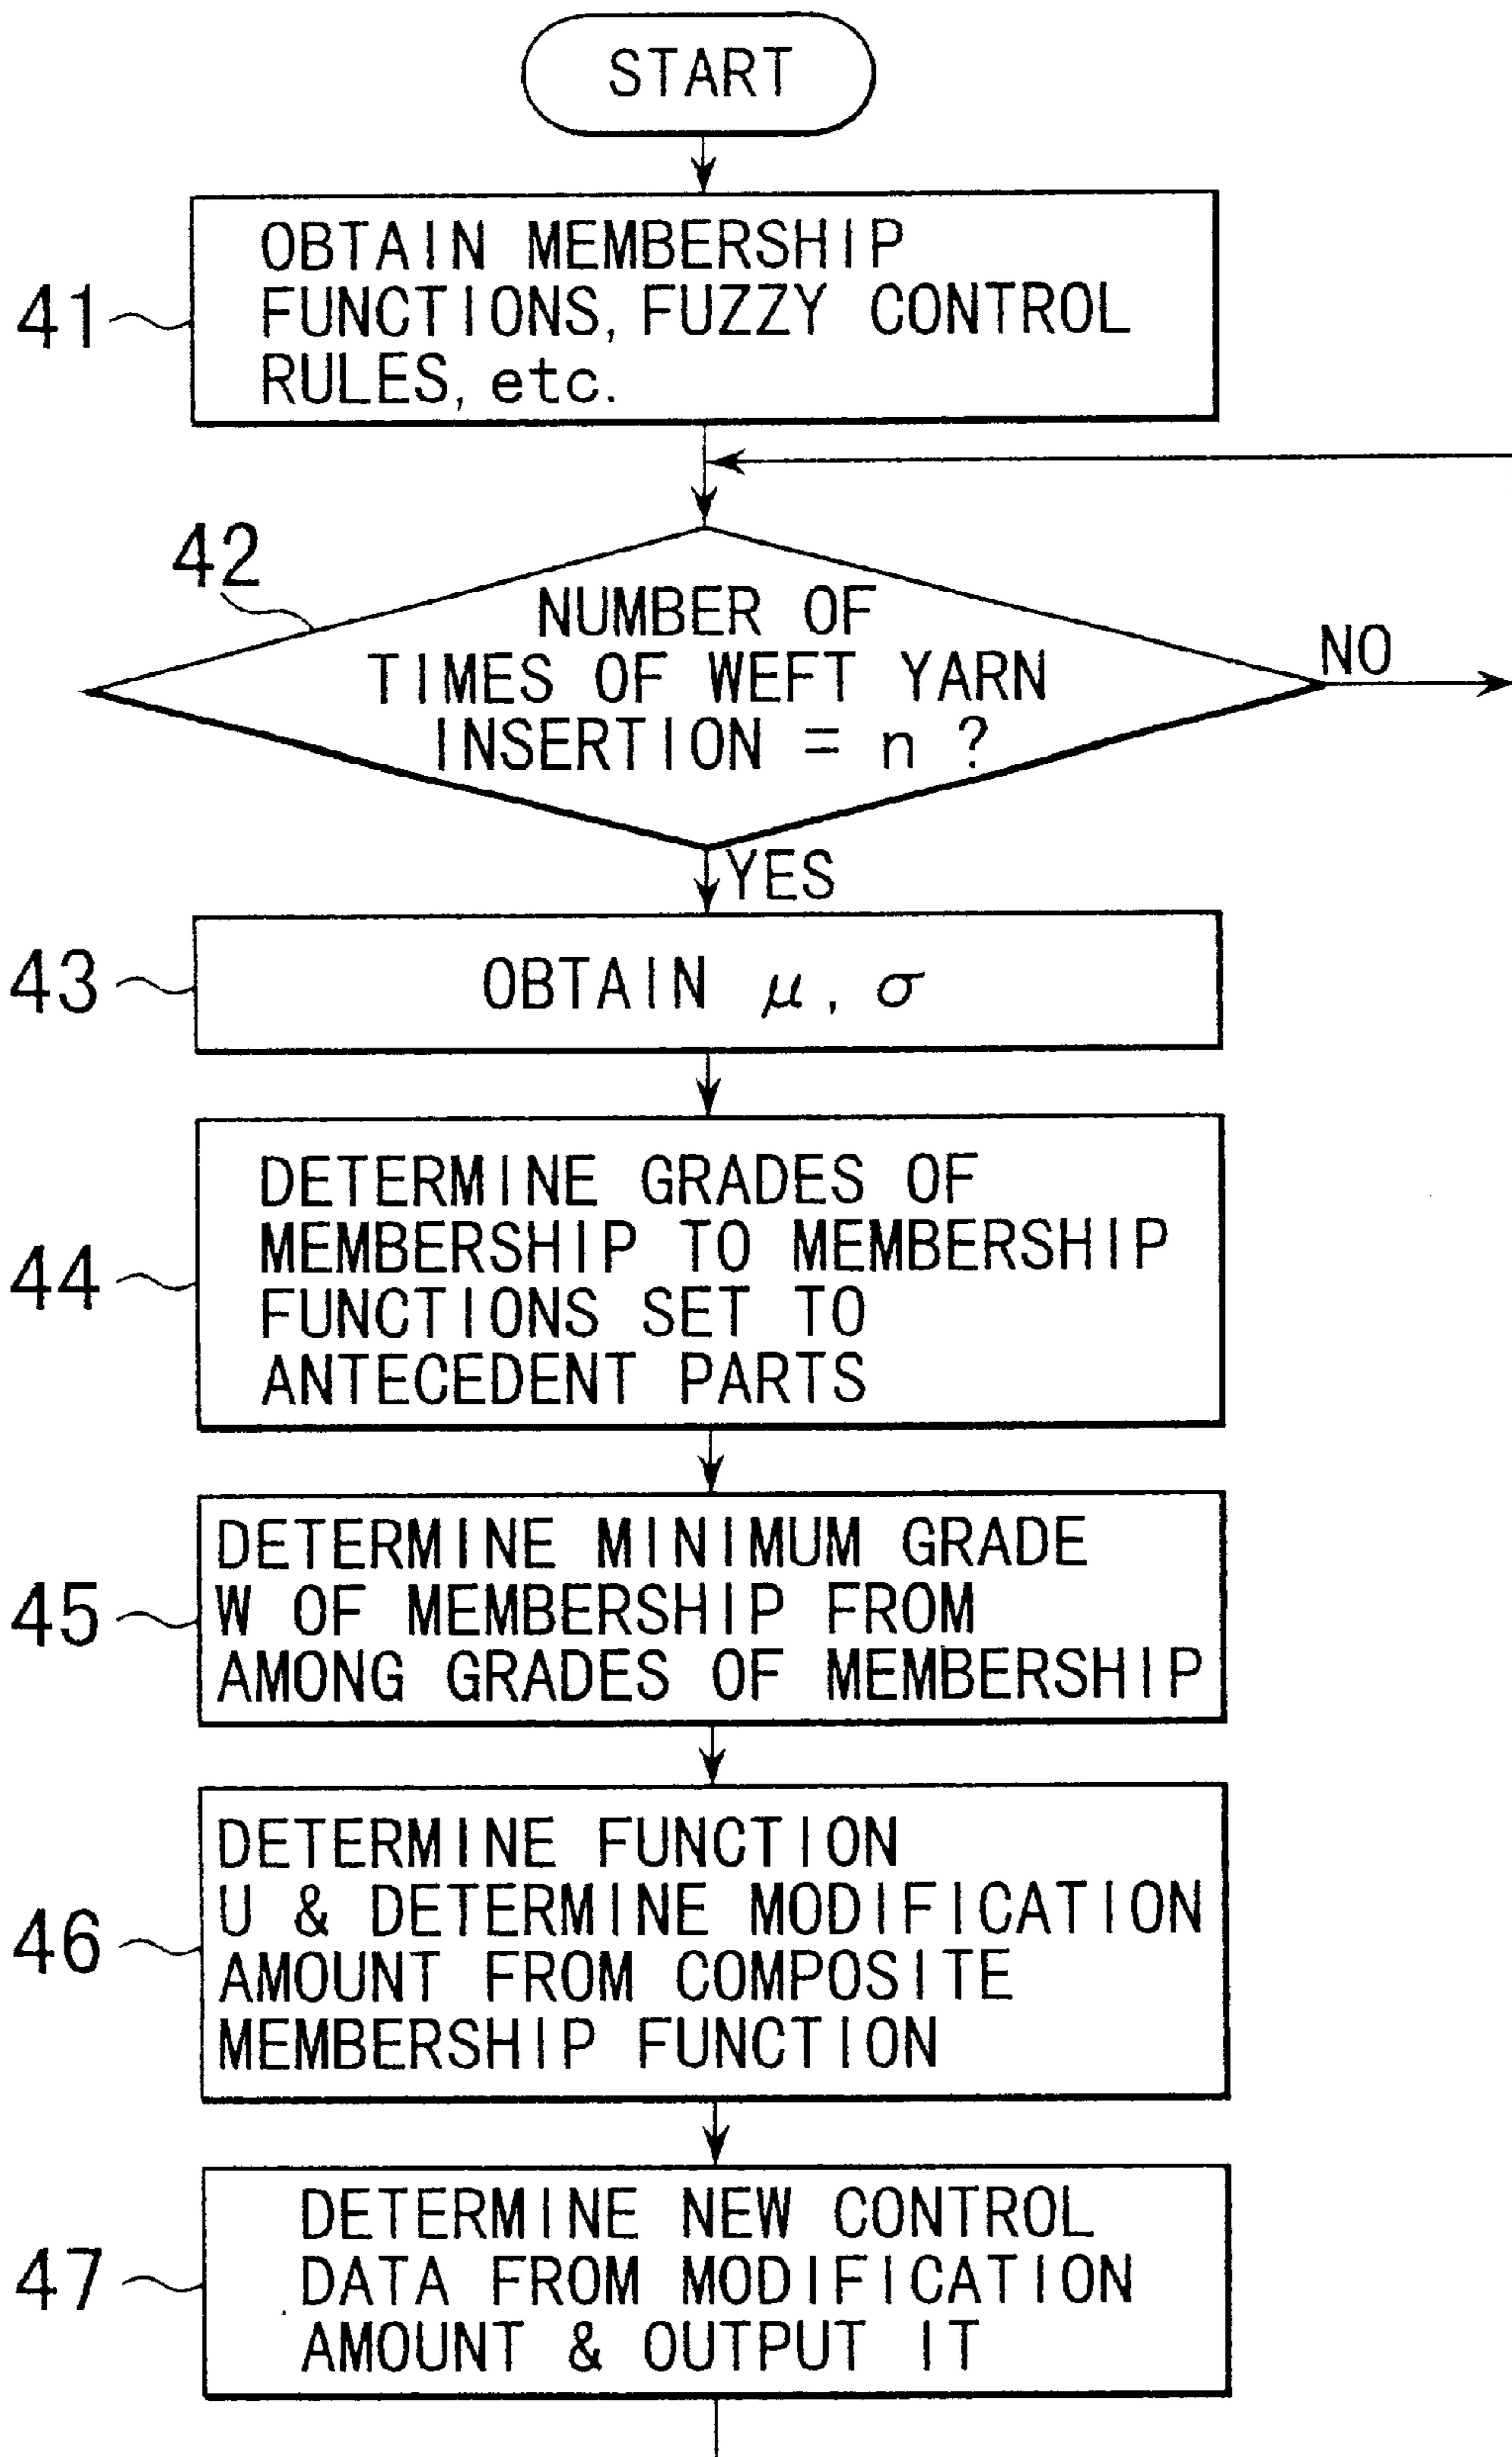 START
41
OBTAIN MEMBERSHIP
FUNCTIONS, FUZZY CONTROL
RULES, etc.
42
NUMBER OF
TIMES OF WEFT YARN
INSERTION = n ?
NO
YES
43
OBTAIN μ, σ
44
DETERMINE GRADES OF
MEMBERSHIP TO MEMBERSHIP
FUNCTIONS SET TO
ANTECEDENT PARTS
45
DETERMINE MINIMUM GRADE
W OF MEMBERSHIP FROM
AMONG GRADES OF MEMBERSHIP
46
DETERMINE FUNCTION
U & DETERMINE MODIFICATION
AMOUNT FROM COMPOSITE
MEMBERSHIP FUNCTION
47
DETERMINE NEW CONTROL
DATA FROM MODIFICATION
AMOUNT & OUTPUT IT